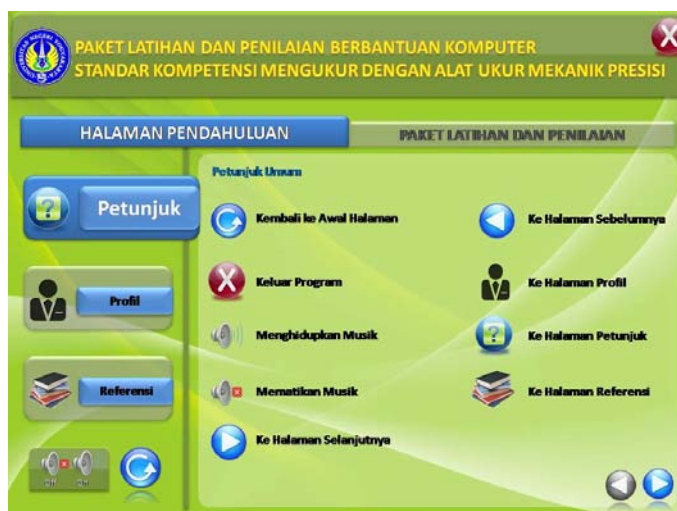 PAKET LATIHAN DAN PENILAIAN BERBANTUAN KOMPUTER
STANDAR KOMPETENSI MENGUKUR DENGAN ALAT UKUR MEKANIK PRESISI
HALAMAN PENDAHULUAN
PAKET LATIHAN DAN PENILAIAN
Petunjuk
Profil
Referensi
Petunjuk Umum
Kembali ke Awal Halaman
Ke Halaman Sebelumnya
Keluar Program
Ke Halaman Profil
Menghidupkan Musik
Ke Halaman Petunjuk
Mematikan Musik
Ke Halaman Referensi
Ke Halaman Selanjutnya